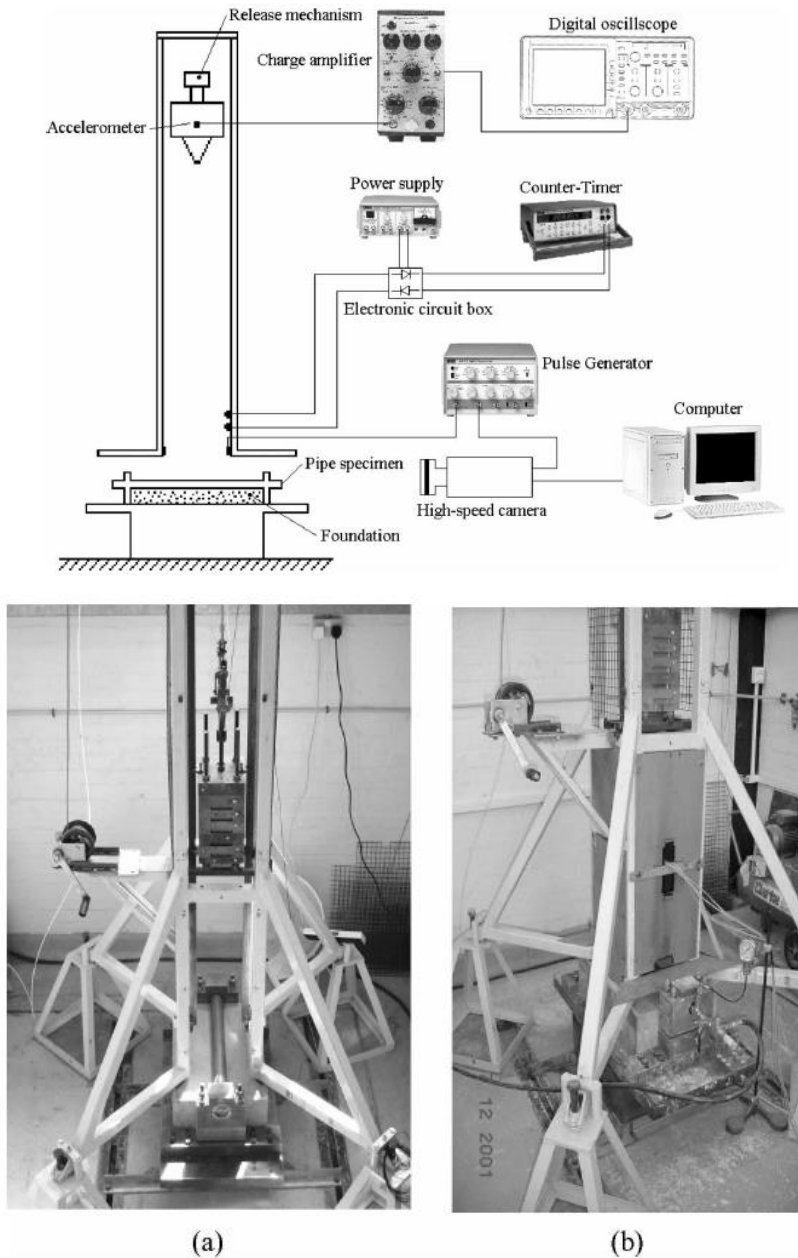 Release mechanism
Digital oscillscope
Charge amplifier
Accelerometer
Power supply
Counter-Timer
Electronic circuit box
Pulse Generator
Computer
Pipe specimen
High-speed camera
Foundation
12 2001
(a)
(b)